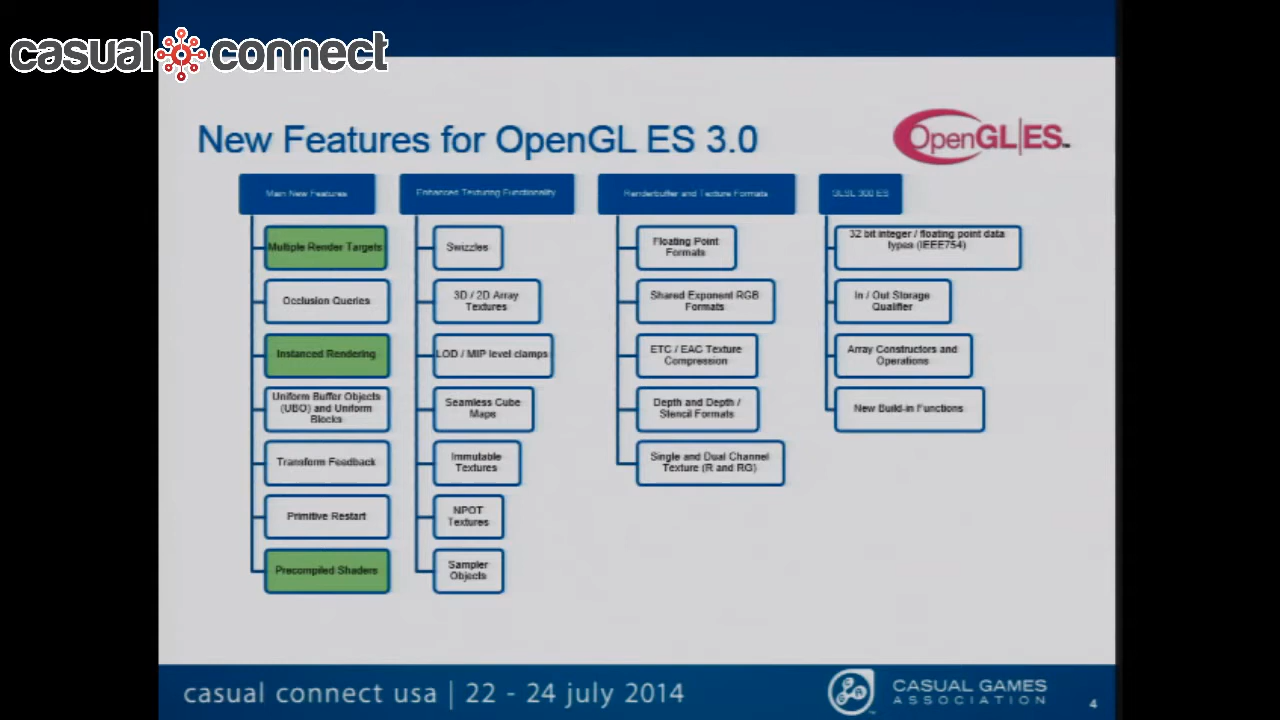 casual connect
New Features for OpenGL ES 3.0
OpenGL|ES™
Main New Features
Multiple Render Targets
Occlusion Queries
Instanced Rendering
Uniform Buffer Objects
(UBO) and Uniform
Blocks
Transform Feedback
Primitive Restart
Precompiled Shaders
Enhanced Texturing Functionality
Swizzles
3D / 2D Array
Textures
LOD / MIP level clamps
Seamless Cube
Maps
Immutable
Textures
NPOT
Textures
Sampler
Objects
Renderbuffer and Texture Formats
Floating Point
Formats
Shared Exponent RGB
Formats
ETC / EAC Texture
Compression
Depth and Depth /
Stencil Formats
Single and Dual Channel
Texture (R and RG)
GLSL 300 ES
32 bit integer / floating point data
types (IEEE754)
In / Out Storage
Qualifier
Array Constructors and
Operations
New Build-in Functions
casual connect usa | 22 - 24 july 2014
CASUAL GAMES
ASSOCIATION
4